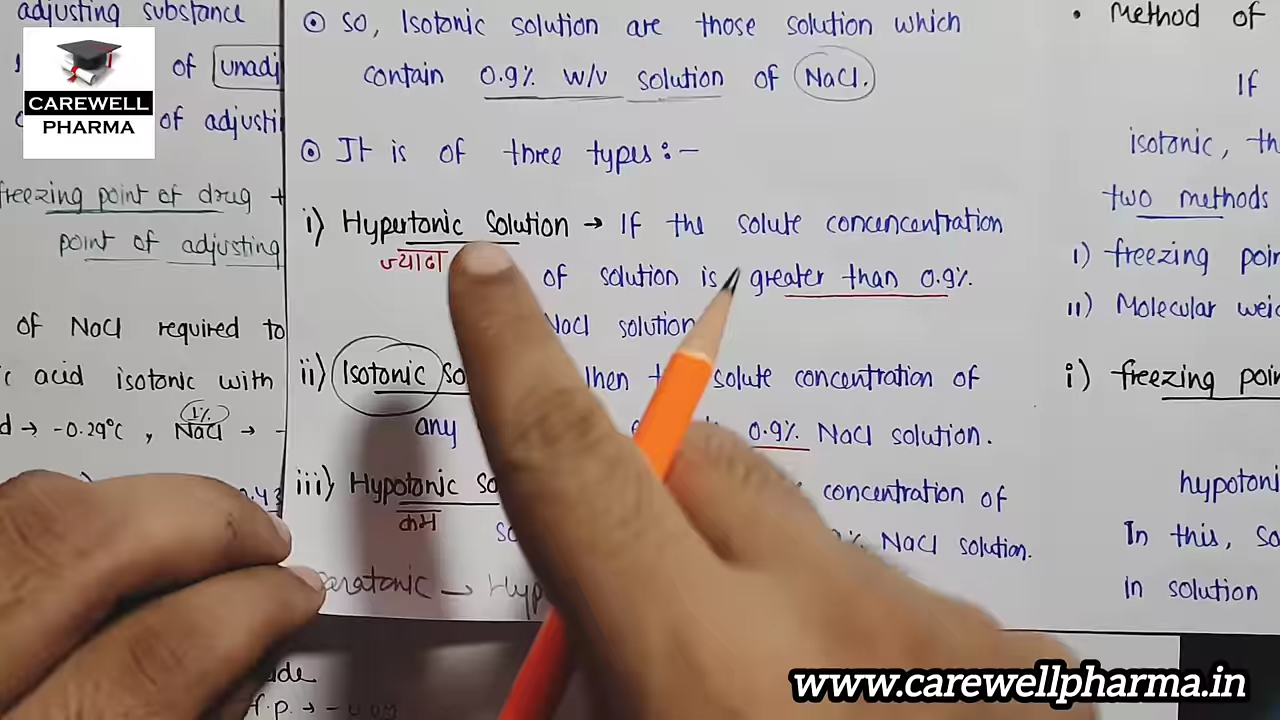 adjusting substance
of unadj
of adjusti
freezing point of drug
point of adjusting
of NaCl required to
acid isotonic with
→ -0.29°C , 1% NaCl →
CAREWELL
PHARMA
so, Isotonic solution are those solution which
contain 0.9% w/v solution of NaCl.
It is of three types:-
i) Hypertonic Solution → If the solute concencentration
ज्यादा
of solution is greater than 0.9%.
NaCl solution
ii) Isotonic solute concentration of
any 0.9% NaCl solution.
iii) Hypotonic concentration of
कम
NaCl solution.
• Method of
If
isotonic,
two methods
i) freezing poin
ii) Molecular weig
i) freezing poin
hypotoni
In this, so
in solution
f.p. →
www.carewellpharma.in